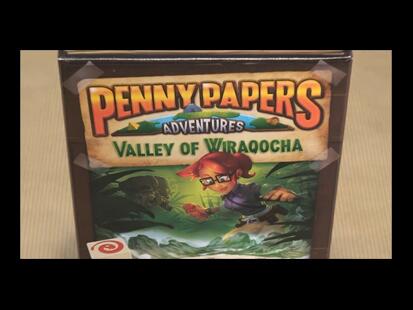 PENNY PAPERS
ADVENTURES
VALLEY OF WIRAQOCHA